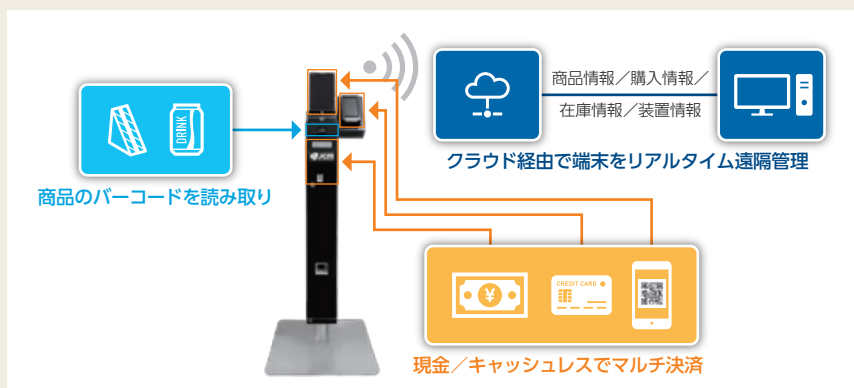 商品情報／購入情報／
在庫情報／装置情報
クラウド経由で端末をリアルタイム遠隔管理
DRINK
商品のバーコードを読み取り
JCM
¥
CREDIT CARD
現金／キャッシュレスでマルチ決済